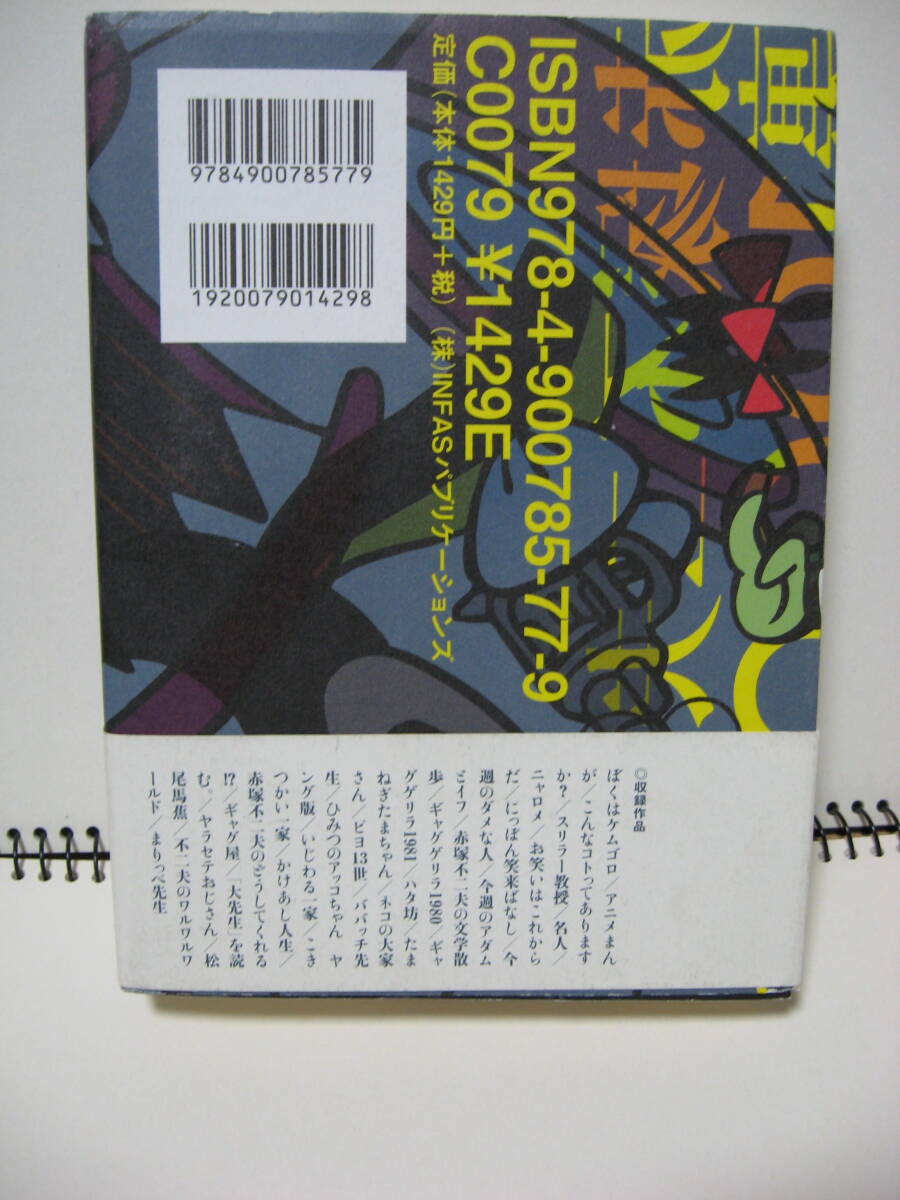 9784900785779
1920079014298
ISBN978-4-900785-77-9
C0079 ¥1429E
定価(本体1429円+税) (株)INFASパブリケーションズ
◎収録作品
ぼくはケムゴロ/アニメまん
が/こんなコトってあります
か?/スリラー教授/名人/
ニャロメ/お笑いはこれから
だ/にっぽん笑来ばなし/今
週のダメな人/今週のアダム
とイブ/赤塚不二夫の文学散
歩/ギャグゲリラ1980/ギャ
グゲリラ1981/ハタ坊/たま
ねぎたまちゃん/ネコの大家
さん/ピヨ13世/ババッチ先
生/ひみつのアッコちゃん ヤ
ング版/いじわる一家/こき
つかい一家/かけあし人生/
赤塚不二夫のどうしてくれる
!?/ギャグ屋/「大先生」を読
む。/ヤラセテおじさん/松
尾馬蕉/不二夫のワルワルワ
ールド/まりっぺ先生